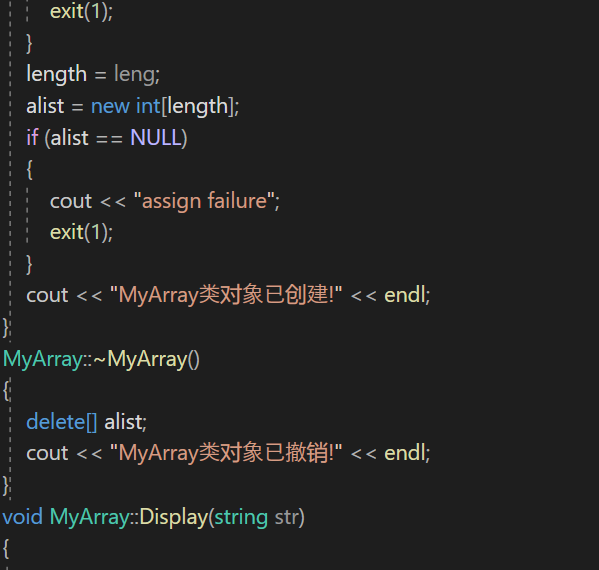 exit(1);
}
length = leng;
alist = new int[length];
if (alist == NULL)
{
cout << "assign failure";
exit(1);
}
cout << "MyArray类对象已创建!" << endl;
}
MyArray::~MyArray()
{
delete[] alist;
cout << "MyArray类对象已撤销!" << endl;
}
void MyArray::Display(string str)
{